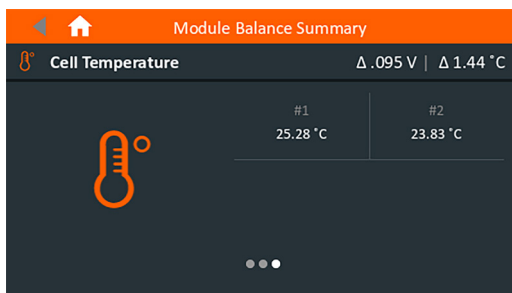 Module Balance Summary
Cell Temperature Δ .095 V | Δ 1.44 ˚C
#1 #2
25.28 ˚C 23.83 ˚C